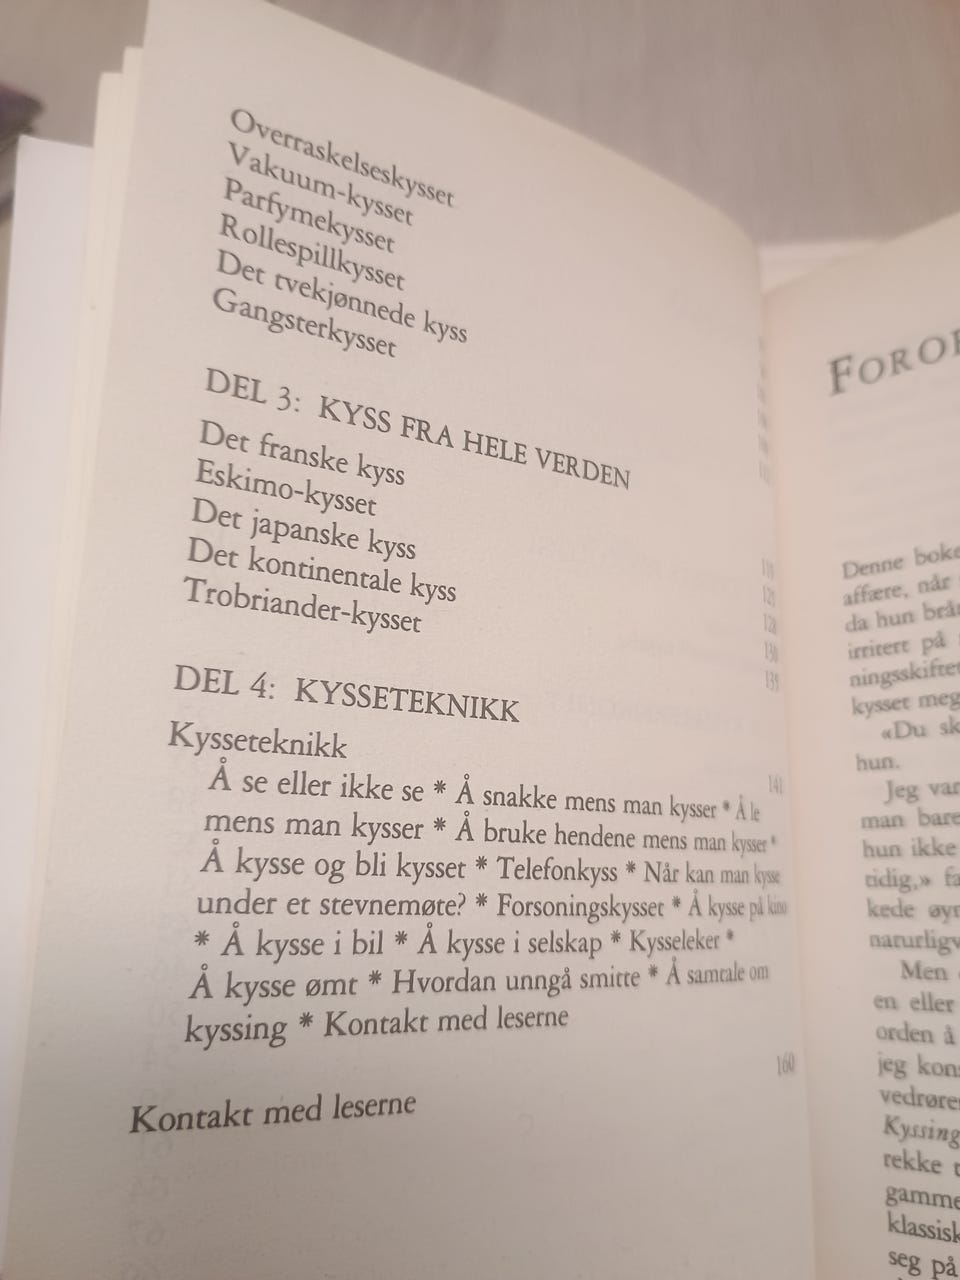 Overraskelseskysset
Vakuum-kysset
Parfymekysset
Rollespillkysset
Det tvekjønnede kyss
Gangsterkysset
DEL 3: KYSS FRA HELE VERDEN
Det franske kyss
Eskimo-kysset
Det japanske kyss 128
Det kontinentale kyss 130
Trobriander-kysset
DEL 4: KYSSETEKNIKK
Kysseteknikk 141
Å se eller ikke se * Å snakke mens man kysser * Å le
mens man kysser * Å bruke hendene mens man kysser *
Å kysse og bli kysset * Telefonkyss * Når kan man kysse
under et stevnemøte? * Forsoningskysset * Å kysse på kino
* Å kysse i bil * Å kysse i selskap * Kysseleker *
Å kysse ømt * Hvordan unngå smitte * Å samtale om
kyssing * Kontakt med leserne
Kontakt med leserne 160
FOROR
Denne boke
affære, når
da hun brå
irritert på
ningsskifte
kysset meg
«Du sk
hun.
Jeg var
man bare
hun ikke
tidig,» fa
kede øyn
naturligv
Men
en eller
orden å
jeg kons
vedrøre
Kyssing
rekke t
gamme
klassisk
seg på